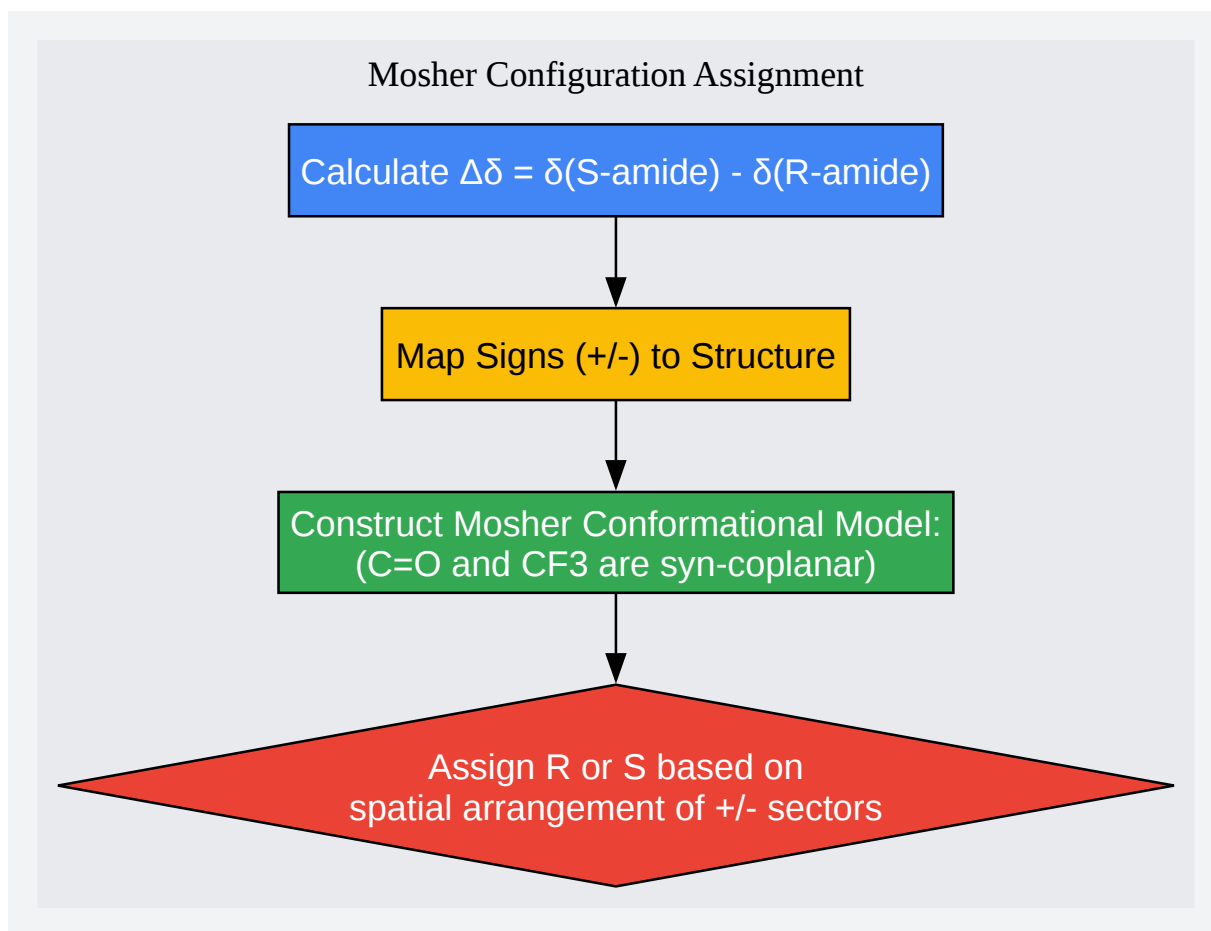 Mosher Configuration Assignment
Calculate Δδ = δ(S-amide) - δ(R-amide)
Map Signs (+/-) to Structure
Construct Mosher Conformational Model:
(C=O and CF3 are syn-coplanar)
Assign R or S based on
spatial arrangement of +/- sectors